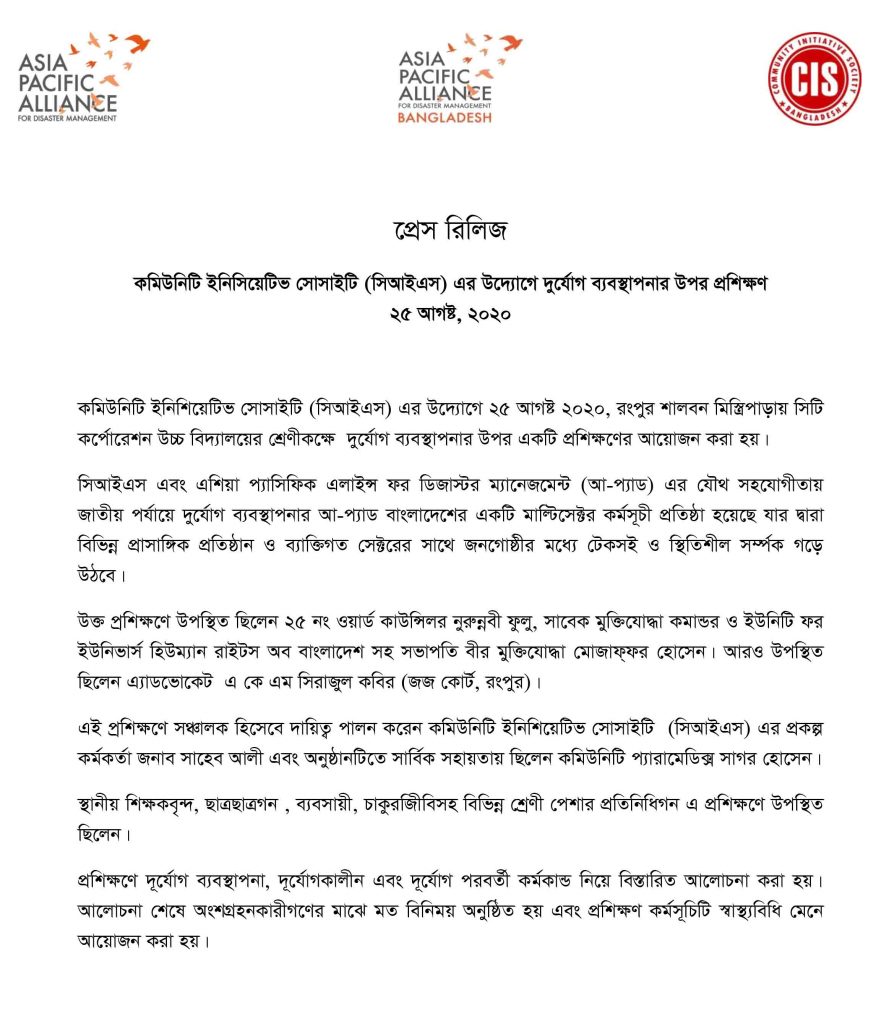 ASIA
PACIFIC
ALLIANCE
FOR DISASTER MANAGEMENT
ASIA
PACIFIC
ALLIANCE
FOR DISASTER MANAGEMENT
BANGLADESH
COMMUNITY INITIATIVE SOCIETY
CIS
BANGLADESH
প্রেস রিলিজ
কমিউনিটি ইনিসিয়েটিভ সোসাইটি (সিআইএস) এর উদ্যোগে দুর্যোগ ব্যবস্থাপনার উপর প্রশিক্ষণ
২৫ আগষ্ট, ২০২০
কমিউনিটি ইনিশিয়েটিভ সোসাইটি (সিআইএস) এর উদ্যোগে ২৫ আগষ্ট ২০২০, রংপুর শালবন মিস্ত্রিপাড়ায় সিটি
কর্পোরেশন উচ্চ বিদ্যালয়ের শ্রেণীকক্ষে দুর্যোগ ব্যবস্থাপনার উপর একটি প্রশিক্ষণের আয়োজন করা হয়।
সিআইএস এবং এশিয়া প্যাসিফিক এলাইন্স ফর ডিজাস্টর ম্যানেজমেন্ট (আ-প্যাড) এর যৌথ সহযোগীতায়
জাতীয় পর্যায়ে দুর্যোগ ব্যবস্থাপনার আ-প্যাড বাংলাদেশের একটি মাল্টিসেক্টর কর্মসূচী প্রতিষ্ঠা হয়েছে যার দ্বারা
বিভিন্ন প্রাসাঙ্গিক প্রতিষ্ঠান ও ব্যাক্তিগত সেক্টরের সাথে জনগোষ্ঠীর মধ্যে টেকসই ও স্থিতিশীল সর্ম্পক গড়ে
উঠবে।
উক্ত প্রশিক্ষণে উপস্থিত ছিলেন ২৫ নং ওয়ার্ড কাউন্সিলর নুরুন্নবী ফুলু, সাবেক মুক্তিযোদ্ধা কমান্ডর ও ইউনিটি ফর
ইউনিভার্স হিউম্যান রাইটস অব বাংলাদেশ সহ সভাপতি বীর মুক্তিযোদ্ধা মোজাফ্ফর হোসেন। আরও উপস্থিত
ছিলেন এ্যাডভোকেট এ কে এম সিরাজুল কবির (জজ কোর্ট, রংপুর)।
এই প্রশিক্ষণে সঞ্চালক হিসেবে দায়িত্ব পালন করেন কমিউনিটি ইনিশিয়েটিভ সোসাইটি (সিআইএস) এর প্রকল্প
কর্মকর্তা জনাব সাহেব আলী এবং অনুষ্ঠানটিতে সার্বিক সহায়তায় ছিলেন কমিউনিটি প্যারামেডিক্স সাগর হোসেন।
স্থানীয় শিক্ষকবৃন্দ, ছাত্রছাত্রগন , ব্যবসায়ী, চাকুরজিীবিসহ বিভিন্ন শ্রেণী পেশার প্রতিনিধিগন এ প্রশিক্ষণে উপস্থিত
ছিলেন।
প্রশিক্ষণে দূর্যোগ ব্যবস্থাপনা, দূর্যোগকালীন এবং দূর্যোগ পরবর্তী কর্মকান্ড নিয়ে বিস্তারিত আলোচনা করা হয়।
আলোচনা শেষে অংশগ্রহনকারীগণের মাঝে মত বিনিময় অনুষ্ঠিত হয় এবং প্রশিক্ষণ কর্মসূচিটি স্বাস্থ্যবিধি মেনে
আয়োজন করা হয়।